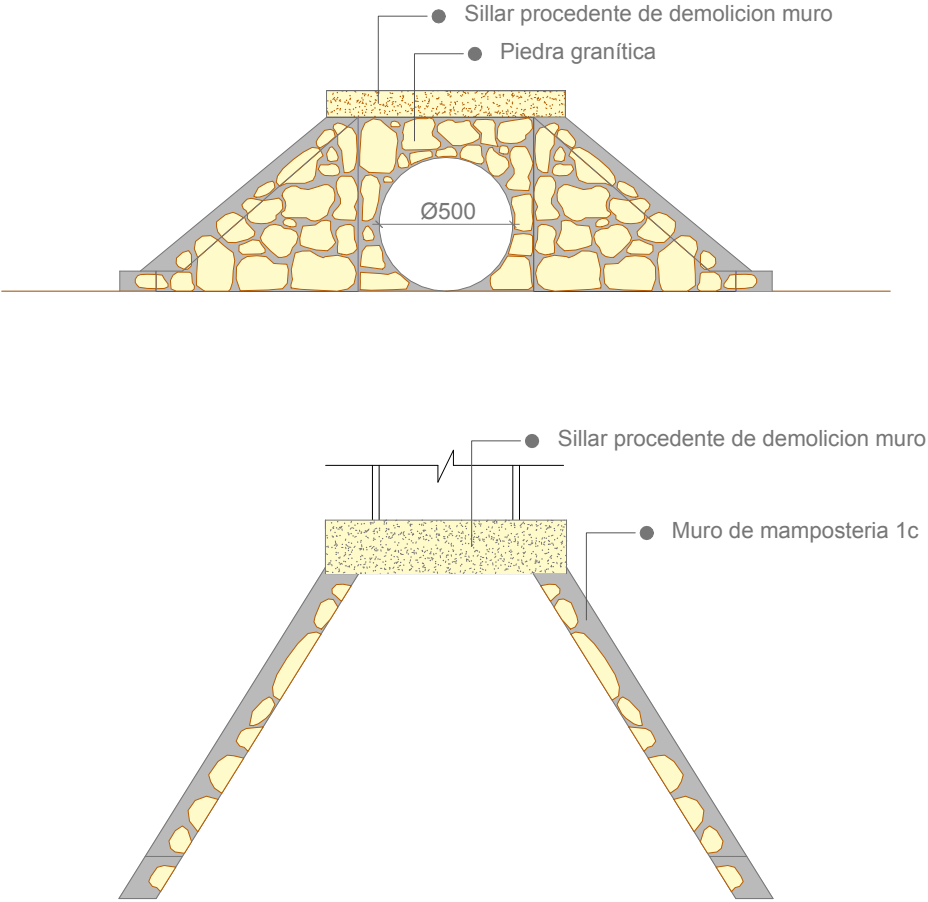 Sillar procedente de demolicion muro
Piedra granítica
Ø500
Sillar procedente de demolicion muro
Muro de mamposteria 1c